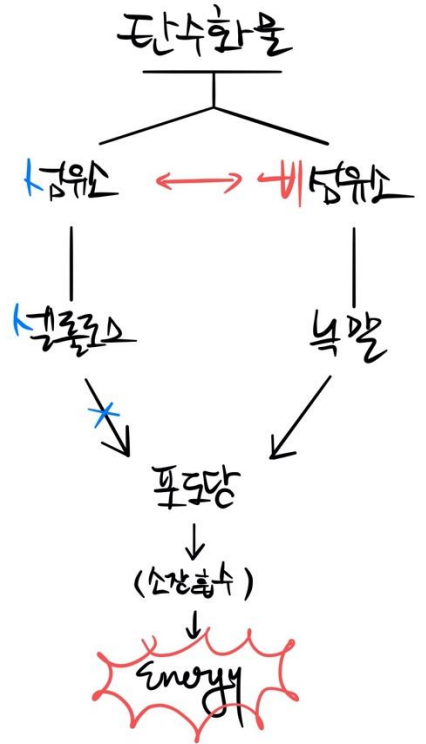 탄수화물
섬유소 비섬유소
셀룰로스 녹말
포도당
(소장흡수)
Energy